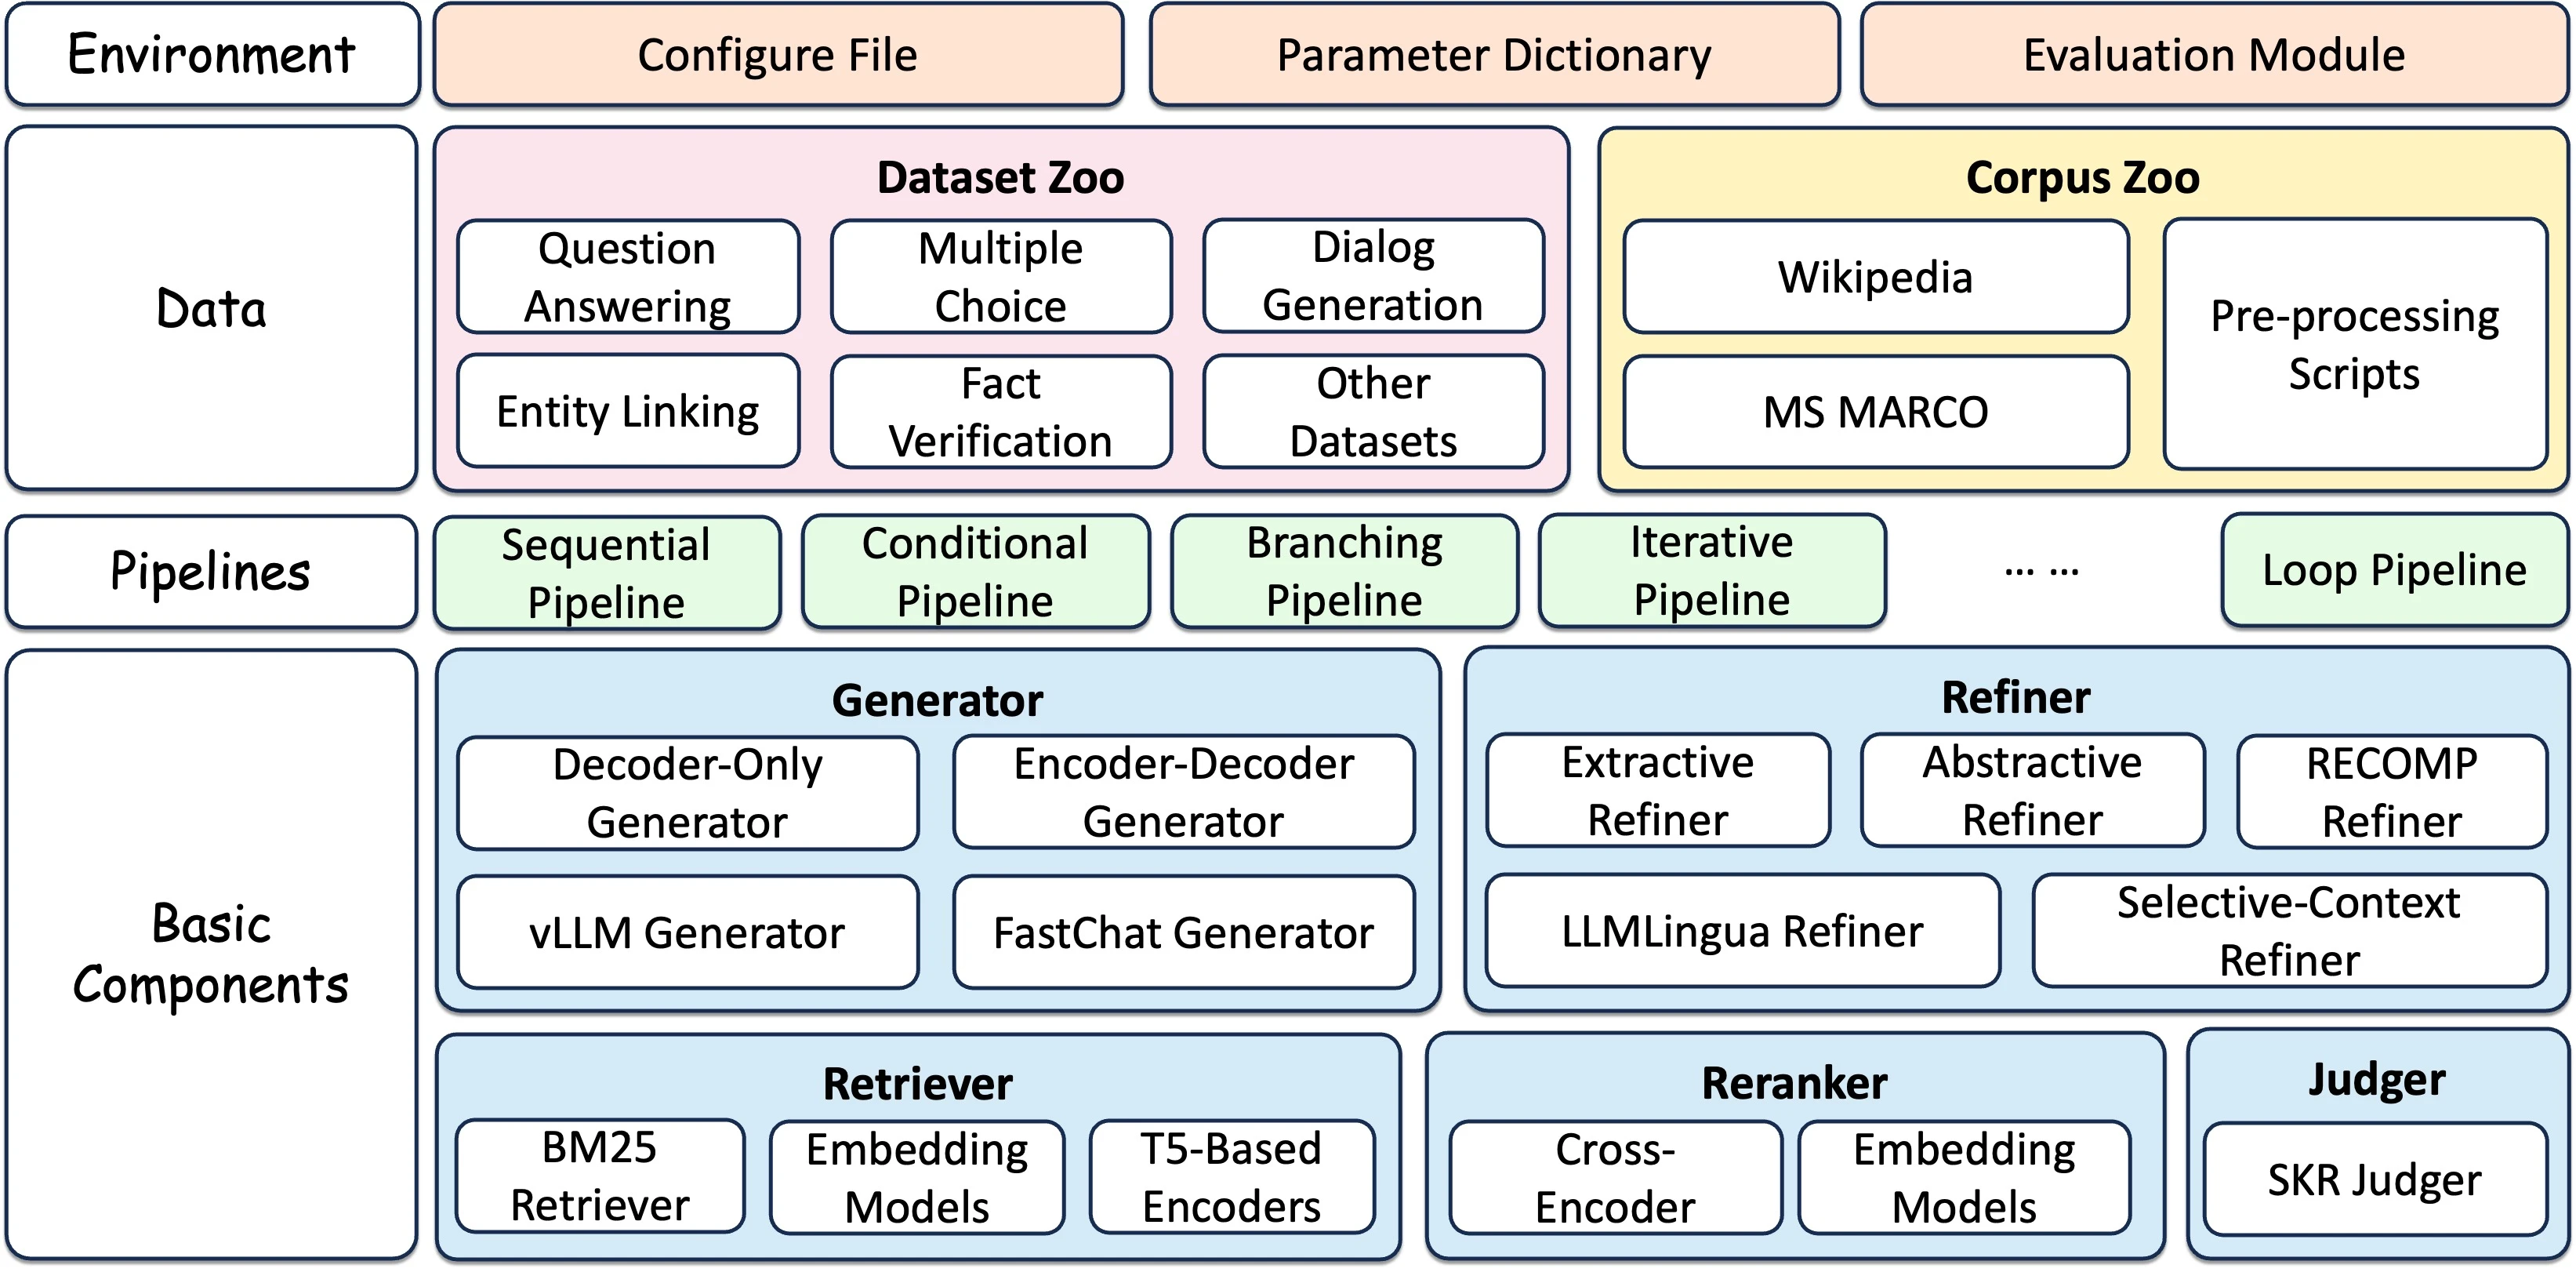 Environment
Configure File
Parameter Dictionary
Evaluation Module
Data
Dataset Zoo
Question
Answering
Multiple
Choice
Dialog
Generation
Entity Linking
Fact
Verification
Other
Datasets
Corpus Zoo
Wikipedia
MS MARCO
Pre-processing
Scripts
Pipelines
Sequential
Pipeline
Conditional
Pipeline
Branching
Pipeline
Iterative
Pipeline
... ...
Loop Pipeline
Basic
Components
Generator
Decoder-Only
Generator
Encoder-Decoder
Generator
vLLM Generator
FastChat Generator
Refiner
Extractive
Refiner
Abstractive
Refiner
RECOMP
Refiner
LLMLingua Refiner
Selective-Context
Refiner
Retriever
BM25
Retriever
Embedding
Models
T5-Based
Encoders
Reranker
Cross-
Encoder
Embedding
Models
Judger
SKR Judger